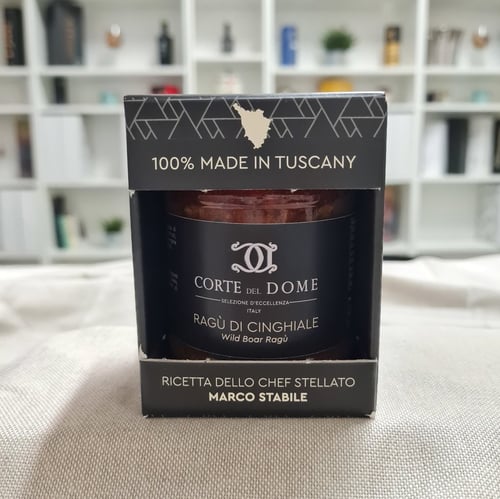 100% MADE IN TUSCANY
CORTE DEL DOME
SELEZIONE D'ECCELLENZA
ITALY
RAGÙ DI CINGHIALE
Wild Boar Ragù
RICETTA DELLO CHEF STELLATO
MARCO STABILE